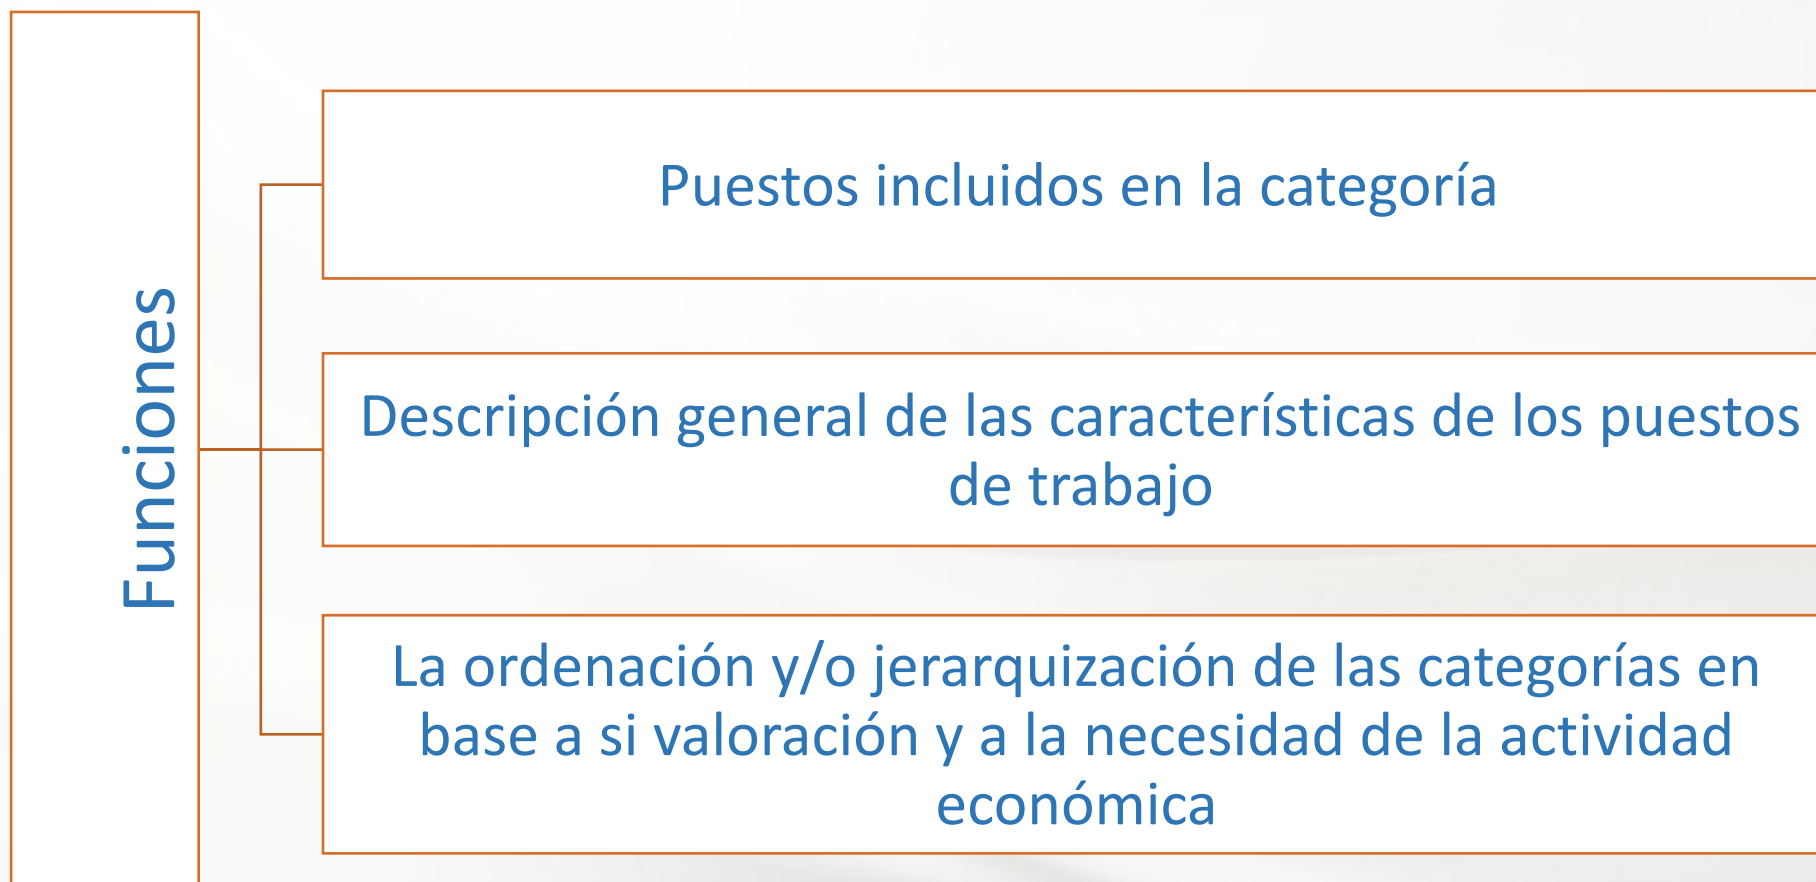 Funciones
Puestos incluidos en la categoría
Descripción general de las características de los puestos
de trabajo
La ordenación y/o jerarquización de las categorías en
base a si valoración y a la necesidad de la actividad
económica